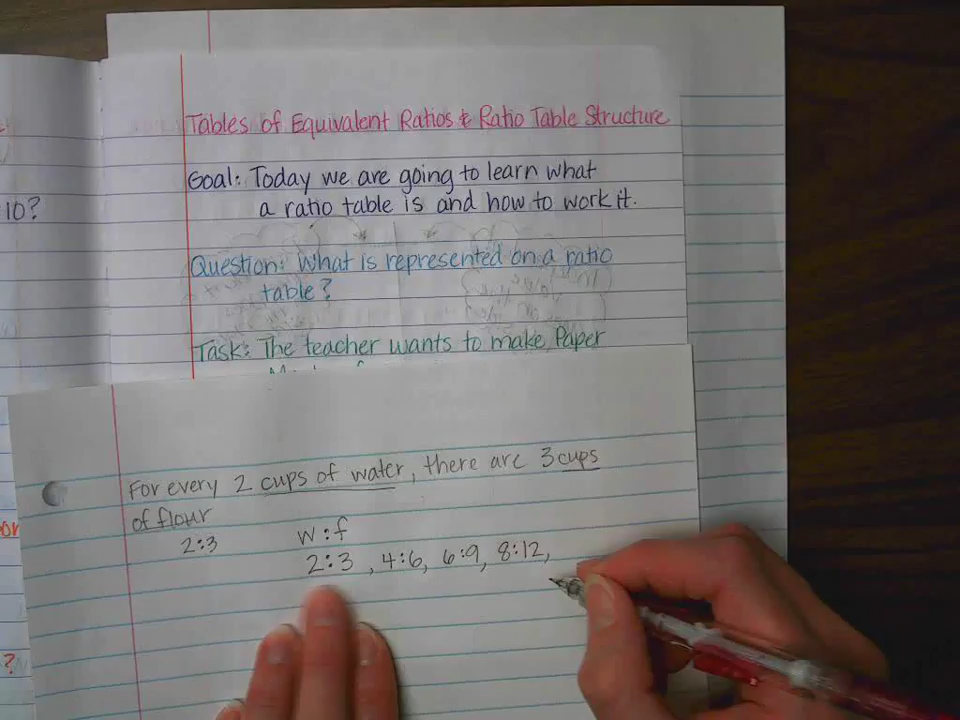 Tables of Equivalent Ratios & Ratio Table Structure
Goal: Today we are going to learn what
a ratio table is and how to work it.
10?
Question: What is represented on a ratio
table?
Task: The teacher wants to make Paper
For every 2 cups of water, there are 3 cups
of flour
or
2:3
w:f
2:3, 4:6, 6:9, 8:12,
?